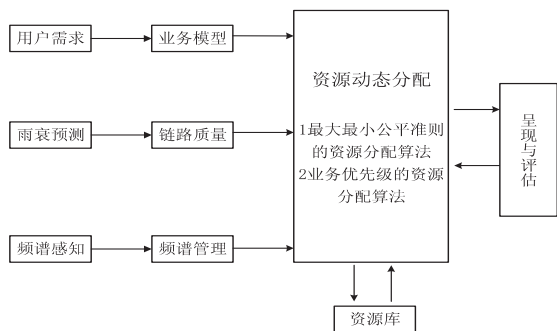 用户需求
业务模型
资源动态分配
雨衰预测
链路质量
1最大最小公平准则
的资源分配算法
2业务优先级的资源
分配算法
呈现与评估
频谱感知
频谱管理
资源库